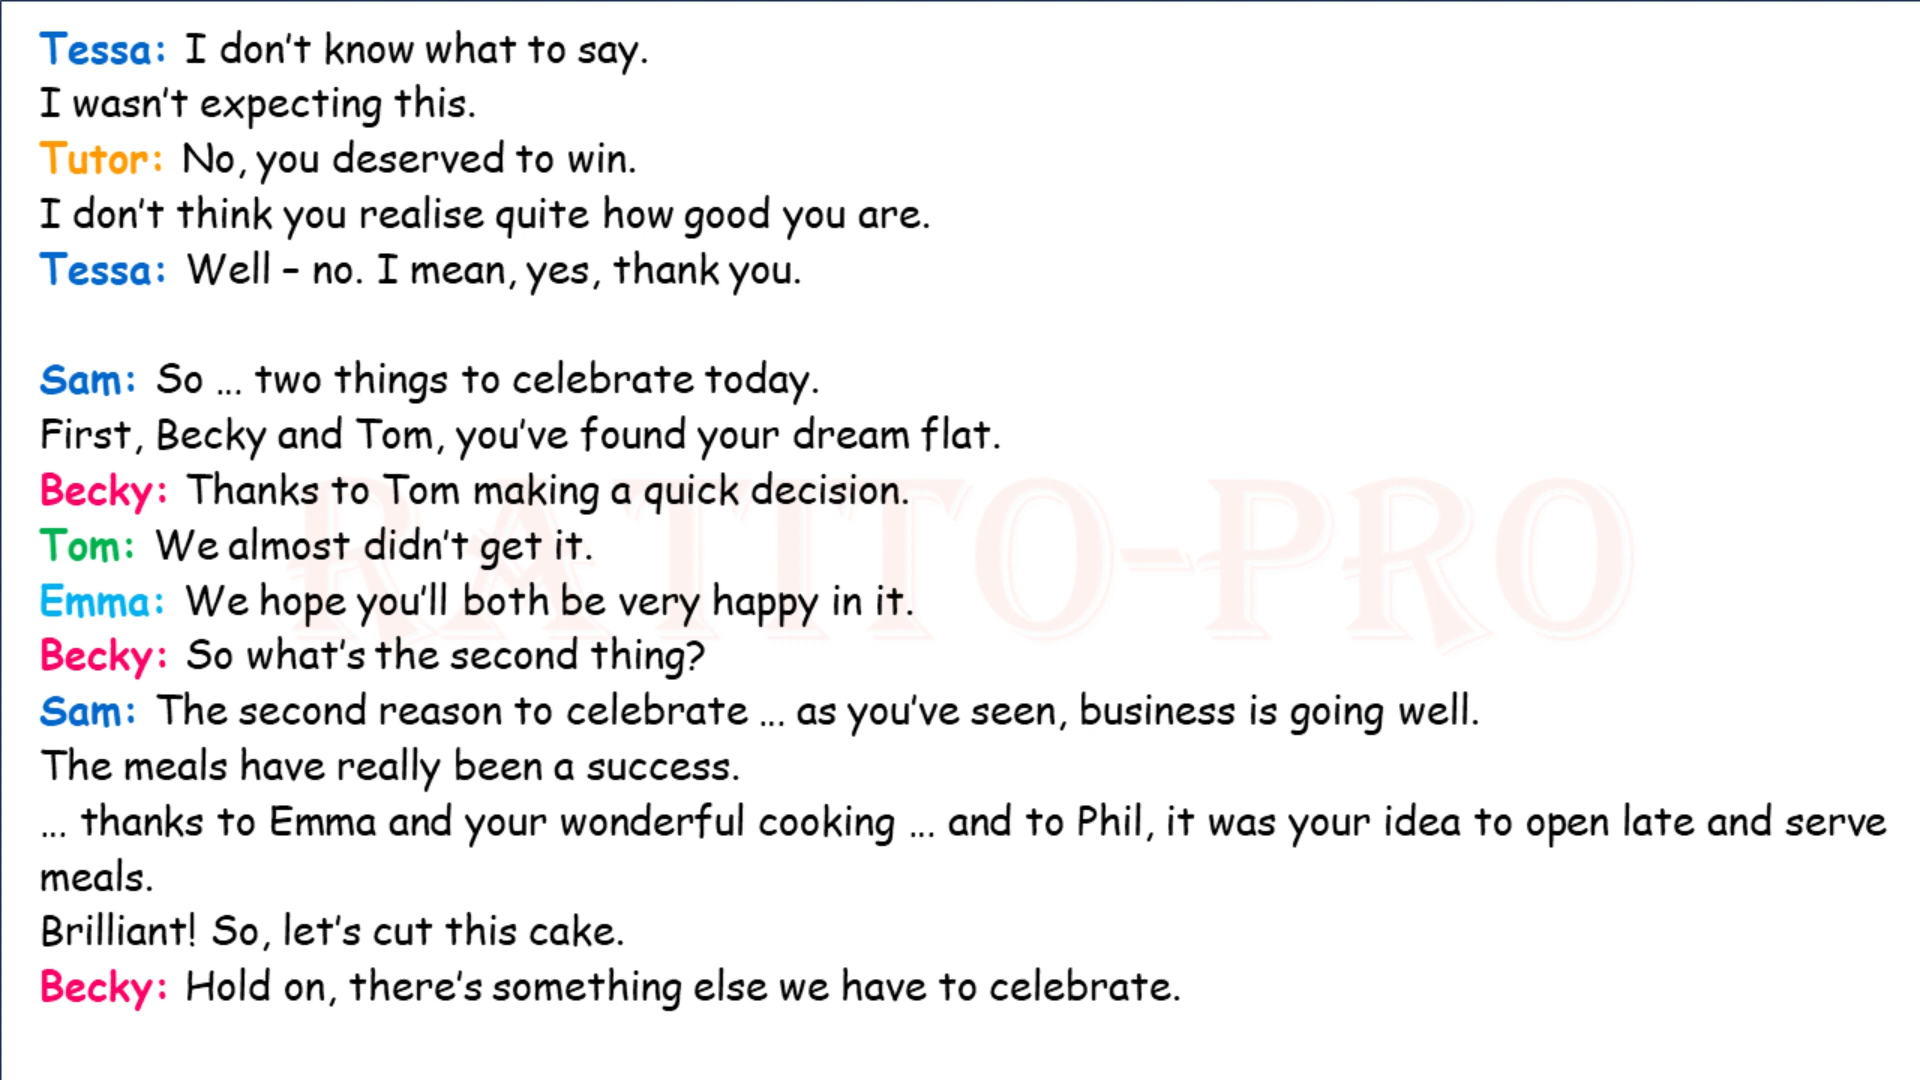 Tessa: I don't know what to say.
I wasn't expecting this.
Tutor: No, you deserved to win.
I don't think you realise quite how good you are.
Tessa: Well – no. I mean, yes, thank you.
Sam: So ... two things to celebrate today.
First, Becky and Tom, you've found your dream flat.
Becky: Thanks to Tom making a quick decision.
Tom: We almost didn't get it.
Emma: We hope you'll both be very happy in it.
Becky: So what's the second thing?
Sam: The second reason to celebrate ... as you've seen, business is going well.
The meals have really been a success.
... thanks to Emma and your wonderful cooking ... and to Phil, it was your idea to open late and serve
meals.
Brilliant! So, let's cut this cake.
Becky: Hold on, there's something else we have to celebrate.
RATITO-PRO